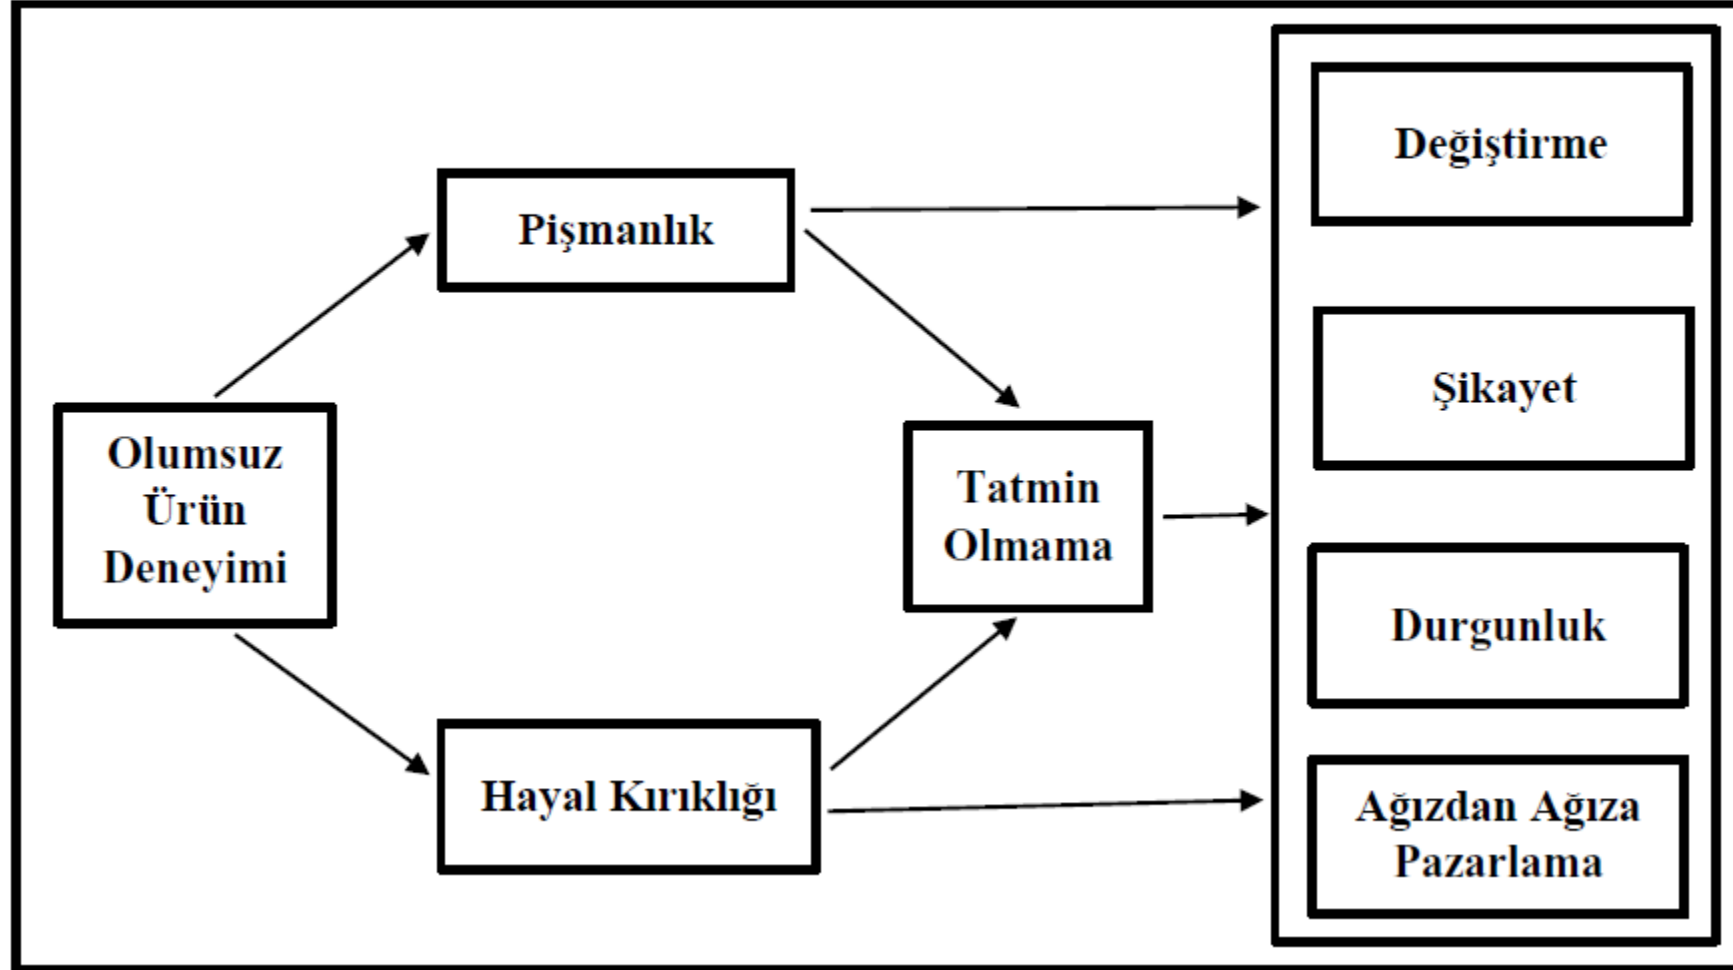 Değiştirme
Pişmanlık
Şikayet
Olumsuz
Ürün
Deneyimi
Tatmin
Olmama
Durgunluk
Hayal Kırıklığı
Ağızdan Ağıza
Pazarlama